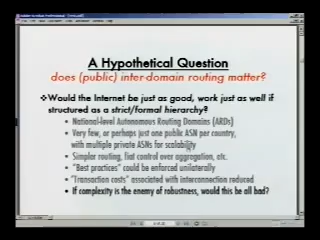 A Hypothetical Question
does (public) inter-domain routing matter?
❖Would the Internet be just as good, work just as well if
structured as a strict/formal hierarchy?
• National-level Autonomous Routing Domains (ARDs)
• Very few, or perhaps just one public ASN per country,
with multiple private ASNs for scalability
• Simpler routing, fiat control over aggregation, etc.
• "Best practices" could be enforced unilaterally
• "Transaction costs" associated with interconnection reduced
• If complexity is the enemy of robustness, would this be all bad?